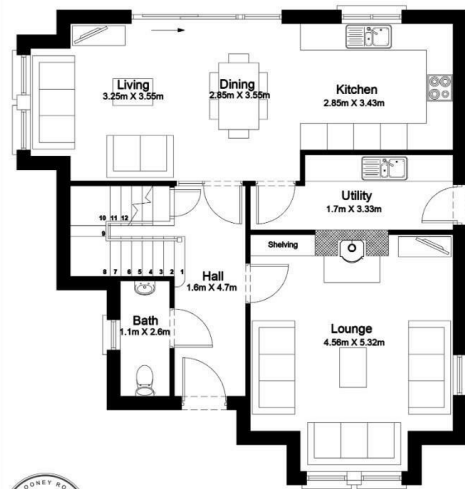 Living
3.25m X 3.55m
Dining
2.85m X 3.55m
Kitchen
2.85m X 3.43m
Utility
1.7m X 3.33m
10 11 12
9
8 7 6 5 4 3 2 1
Shelving
Hall
1.6m X 4.7m
Bath
1.1m X 2.6m
Lounge
4.56m X 5.32m
OONEY RO